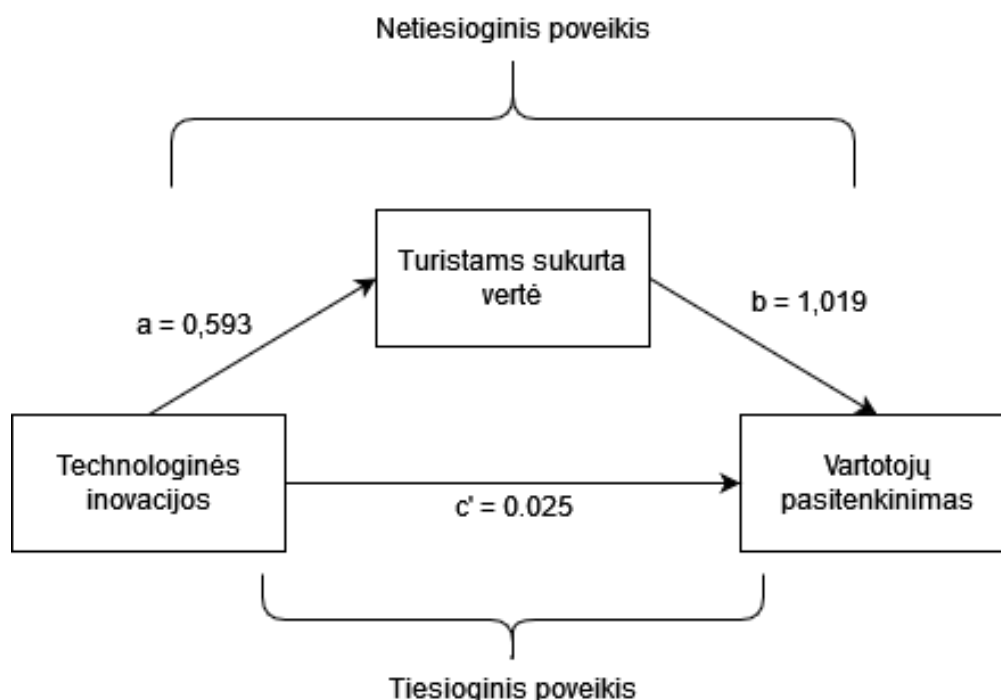 Netiesioginis poveikis
Turistams sukurta
vertė
a = 0,593
b = 1,019
Technologinės
inovacijos
c' = 0.025
Vartotojų
pasitenkinimas
Tiesioginis poveikis